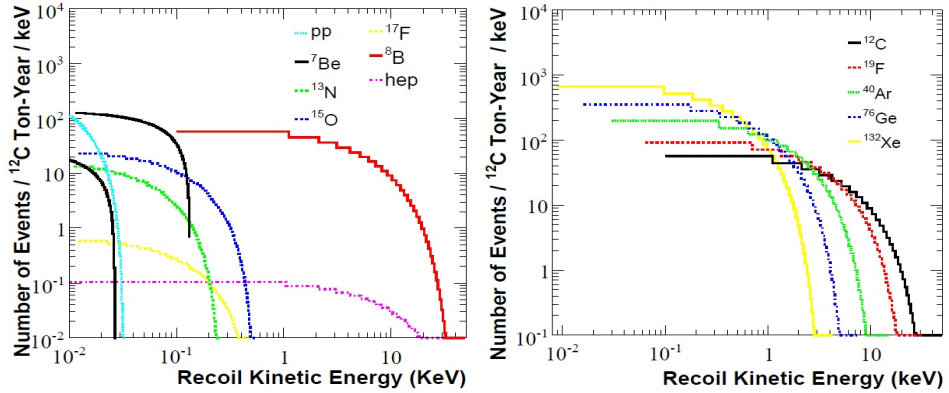 Number of Events / ¹²C Ton-Year / keV
10³
10²
10
1
10⁻¹
10⁻²
pp
⁷Be
¹³N
¹⁵O
¹⁷F
⁸B
hep
10⁻² 10⁻¹ 1 10
Recoil Kinetic Energy (KeV)
Number of Events / ¹²C Ton-Year / keV
10⁴
10³
10²
10
1
10⁻¹
¹²C
¹⁹F
⁴⁰Ar
⁷⁶Ge
¹³²Xe
10⁻² 10⁻¹ 1 10
Recoil Kinetic Energy (keV)